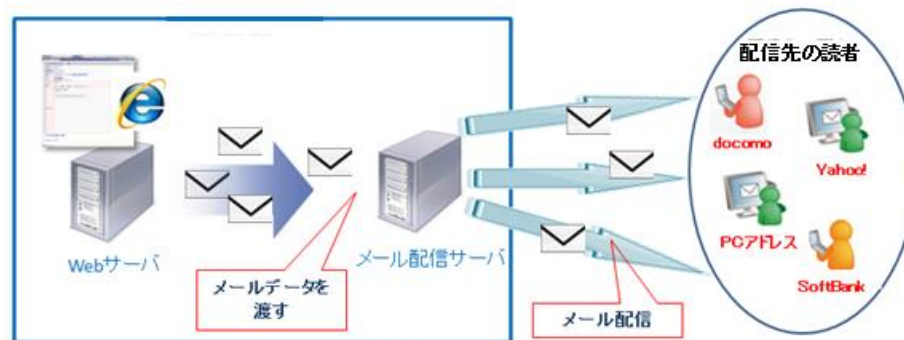 配信先の読者
docomo
Yahoo!
PCアドレス
SoftBank
Webサーバ
メール配信サーバ
メールデータを
渡す
メール配信